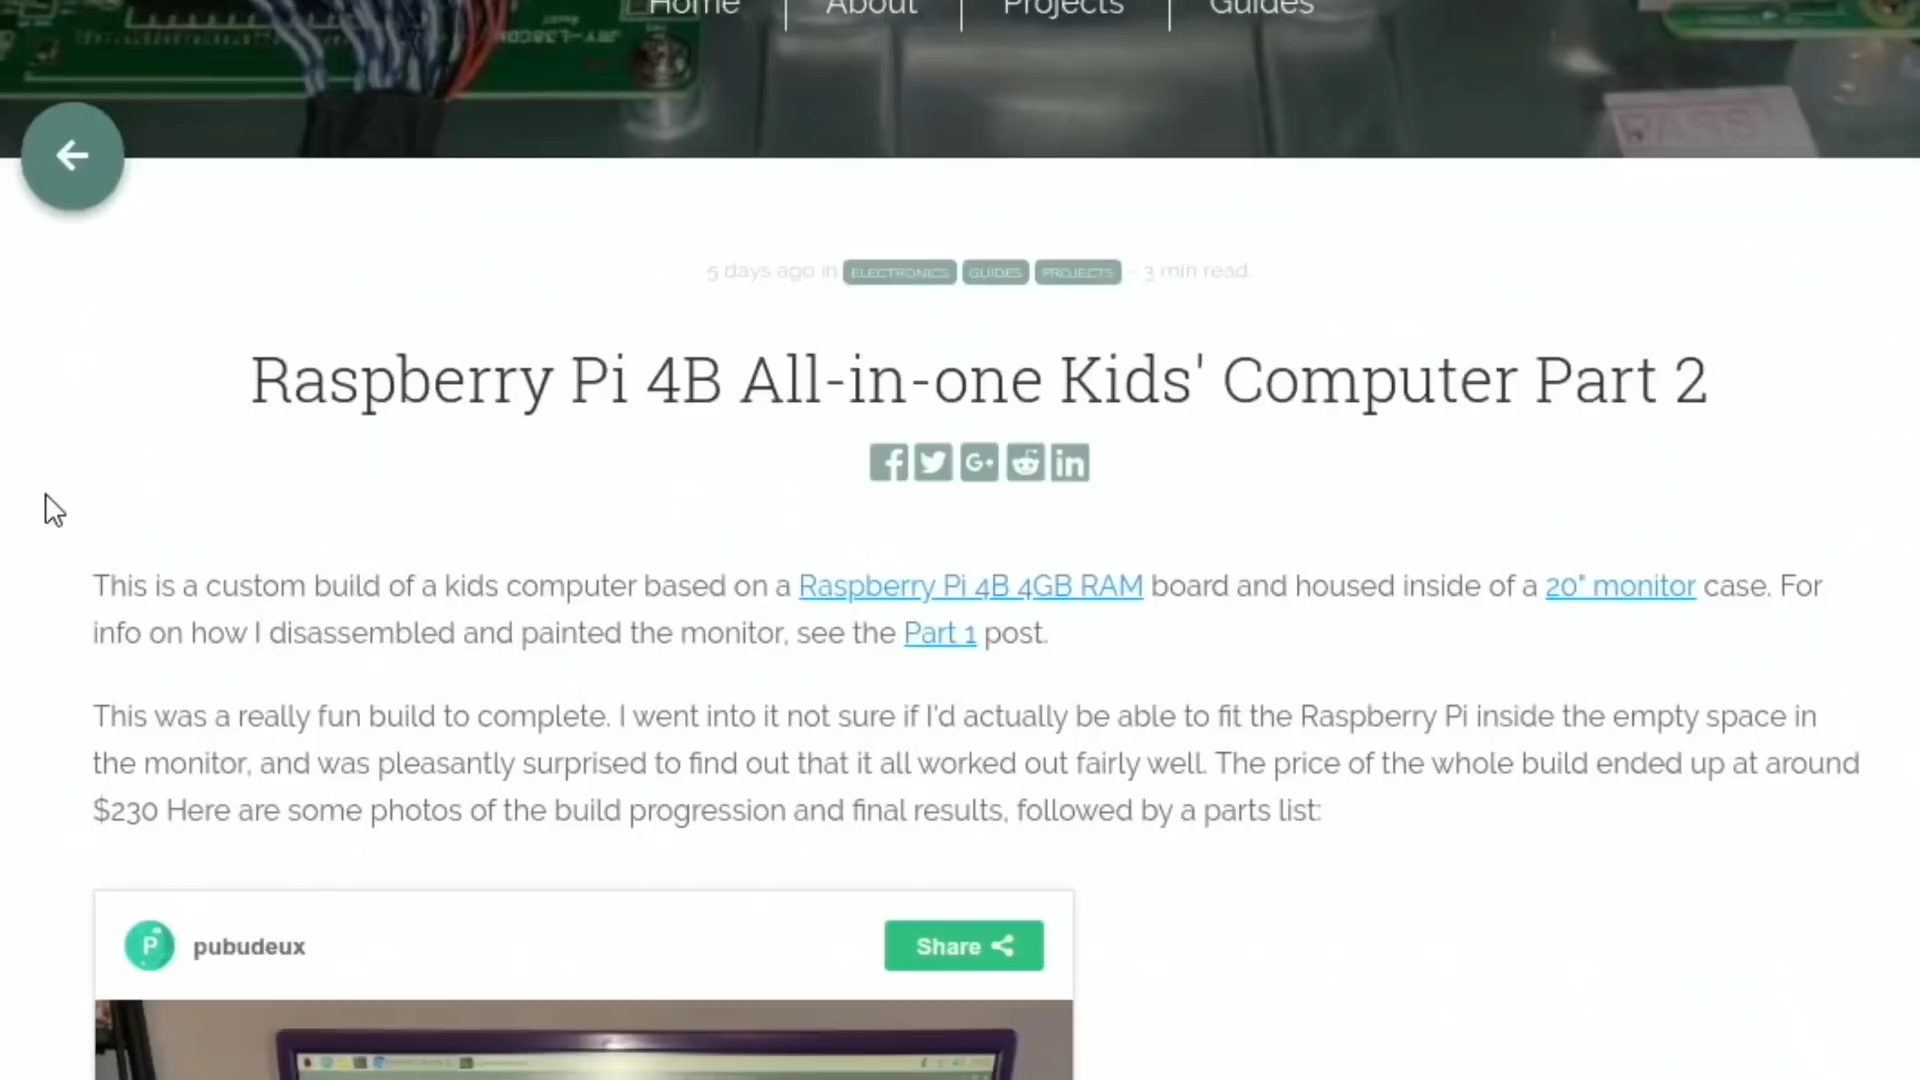 Home About Projects Guides
PASS
5 days ago in ELECTRONICS GUIDES PROJECTS - 3 min read
Raspberry Pi 4B All-in-one Kids' Computer Part 2
This is a custom build of a kids computer based on a Raspberry Pi 4B 4GB RAM board and housed inside of a 20" monitor case. For
info on how I disassembled and painted the monitor, see the Part 1 post.
This was a really fun build to complete. I went into it not sure if I'd actually be able to fit the Raspberry Pi inside the empty space in
the monitor, and was pleasantly surprised to find out that it all worked out fairly well. The price of the whole build ended up at around
$230 Here are some photos of the build progression and final results, followed by a parts list:
P pubudeux Share